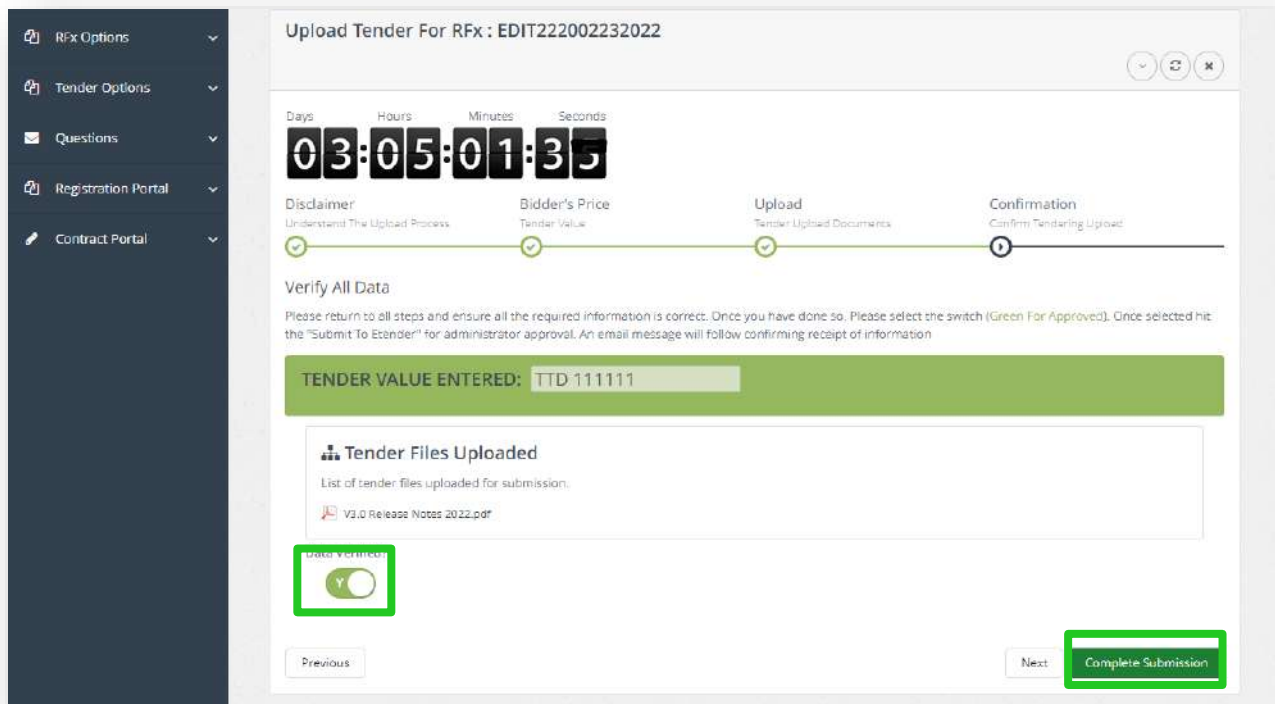 Upload Tender For RFx : EDIT222002232022
RFx Options
Tender Options
Questions
Registration Portal
Contract Portal
Days Hours Minutes Seconds
03:05:01:35
Disclaimer Bidder's Price Upload Confirmation
Understand The Upload Process Tender Value Tender Upload Documents Confirm Tendering Upload
Verify All Data
Please return to all steps and ensure all the required information is correct. Once you have done so. Please select the switch (Green For Approved). Once selected hit
the "Submit To Etender" for administrator approval. An email message will follow confirming receipt of information
TENDER VALUE ENTERED: TTD 111111
Tender Files Uploaded
List of tender files uploaded for submission.
V3.0 Release Notes 2022.pdf
Data Verified?
Y
Previous Next Complete Submission